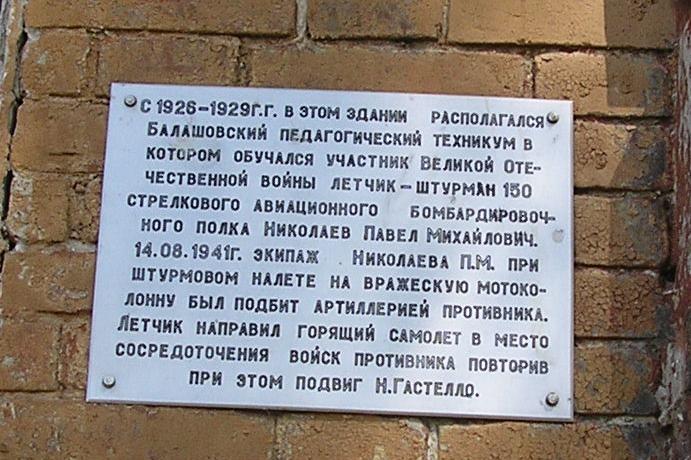 С 1926-1929Г.Г. В ЭТОМ ЗДАНИИ РАСПОЛАГАЛСЯ
БАЛАШОВСКИЙ ПЕДАГОГИЧЕСКИЙ ТЕХНИКУМ В
КОТОРОМ ОБУЧАЛСЯ УЧАСТНИК ВЕЛИКОЙ ОТЕ-
ЧЕСТВЕННОЙ ВОЙНЫ ЛЕТЧИК-ШТУРМАН 150
СТРЕЛКОВОГО АВИАЦИОННОГО БОМБАРДИРОВОЧ-
НОГО ПОЛКА НИКОЛАЕВ ПАВЕЛ МИХАЙЛОВИЧ.
14.08.1941Г. ЭКИПАЖ НИКОЛАЕВА П.М. ПРИ
ШТУРМОВОМ НАЛЕТЕ НА ВРАЖЕСКУЮ МОТОКО-
ЛОННУ БЫЛ ПОДБИТ АРТИЛЛЕРИЕЙ ПРОТИВНИКА.
ЛЕТЧИК НАПРАВИЛ ГОРЯЩИЙ САМОЛЕТ В МЕСТО
СОСРЕДОТОЧЕНИЯ ВОЙСК ПРОТИВНИКА ПОВТОРИВ
ПРИ ЭТОМ ПОДВИГ Н.ГАСТЕЛЛО.